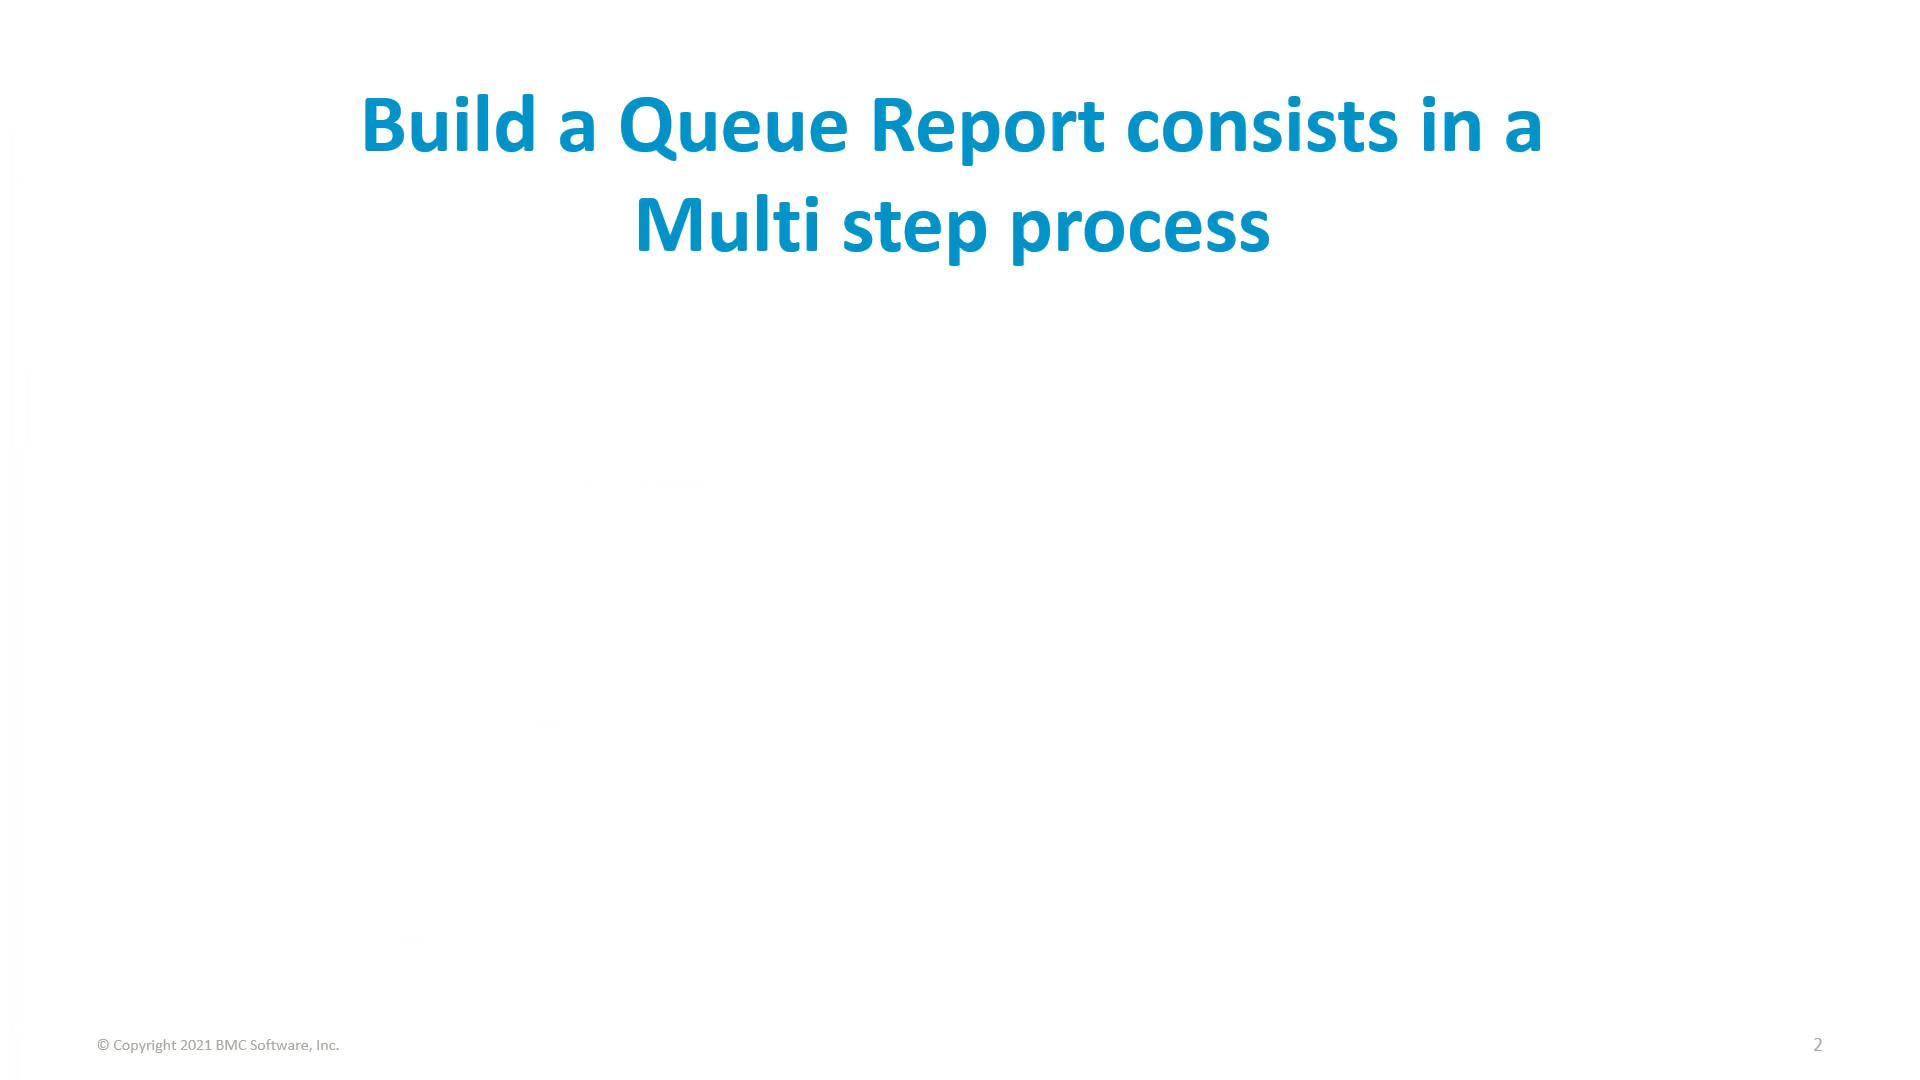 Build a Queue Report consists in a
Multi step process
© Copyright 2021 BMC Software, Inc.
2